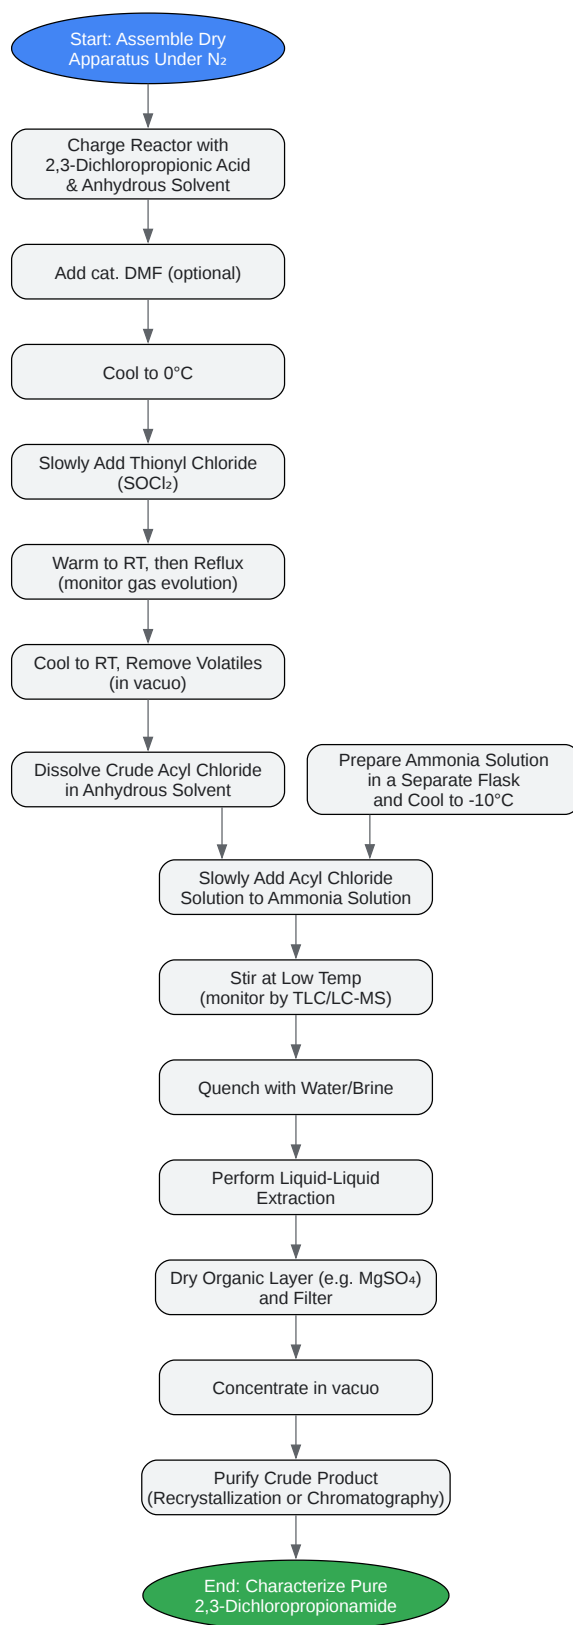 Start: Assemble Dry
Apparatus Under N₂
Charge Reactor with
2,3-Dichloropropionic Acid
& Anhydrous Solvent
Add cat. DMF (optional)
Cool to 0°C
Slowly Add Thionyl Chloride
(SOCl₂)
Warm to RT, then Reflux
(monitor gas evolution)
Cool to RT, Remove Volatiles
(in vacuo)
Dissolve Crude Acyl Chloride
in Anhydrous Solvent
Prepare Ammonia Solution
in a Separate Flask
and Cool to -10°C
Slowly Add Acyl Chloride
Solution to Ammonia Solution
Stir at Low Temp
(monitor by TLC/LC-MS)
Quench with Water/Brine
Perform Liquid-Liquid
Extraction
Dry Organic Layer (e.g. MgSO₄)
and Filter
Concentrate in vacuo
Purify Crude Product
(Recrystallization or Chromatography)
End: Characterize Pure
2,3-Dichloropropionamide